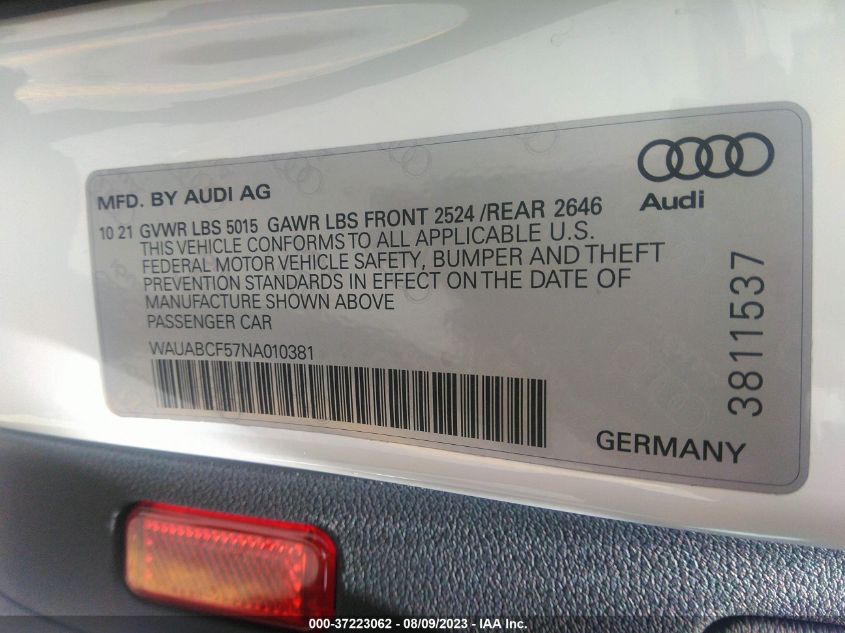 Audi
MFD. BY AUDI AG
10 21 GVWR LBS 5015 GAWR LBS FRONT 2524 /REAR 2646
THIS VEHICLE CONFORMS TO ALL APPLICABLE U.S.
FEDERAL MOTOR VEHICLE SAFETY, BUMPER AND THEFT
PREVENTION STANDARDS IN EFFECT ON THE DATE OF
MANUFACTURE SHOWN ABOVE
PASSENGER CAR
WAUABCF57NA010381
3811537
GERMANY
000-37223062 - 08/09/2023 - IAA Inc.